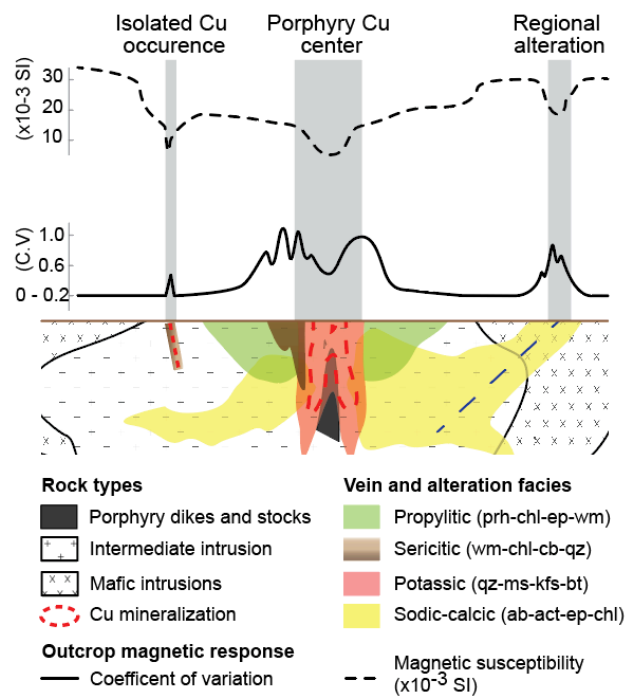 Isolated Cu
occurence
Porphyry Cu
center
Regional
alteration
(x10-3 SI)
30
20
10
(C.V)
1.0
0.6
0 - 0.2
Rock types
Porphyry dikes and stocks
Intermediate intrusion
Mafic intrusions
Cu mineralization
Outcrop magnetic response
Coefficent of variation
Vein and alteration facies
Propylitic (prh-chl-ep-wm)
Sericitic (wm-chl-cb-qz)
Potassic (qz-ms-kfs-bt)
Sodic-calcic (ab-act-ep-chl)
Magnetic susceptibility
(x10-3 SI)